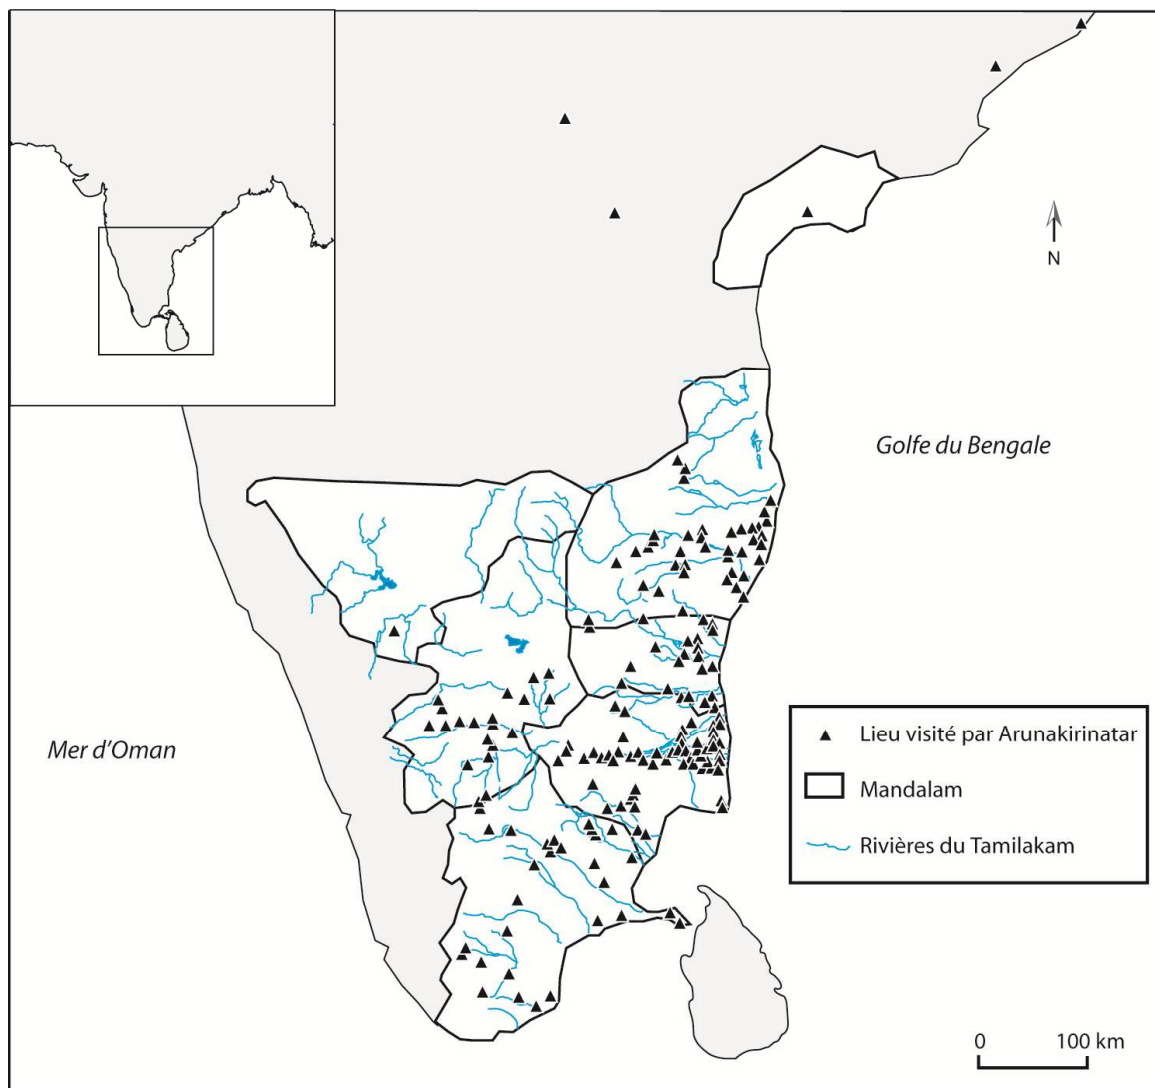 N
Golfe du Bengale
Mer d'Oman
Lieu visité par Arunakirinatar
Mandalam
Rivières du Tamilakam
0 100 km